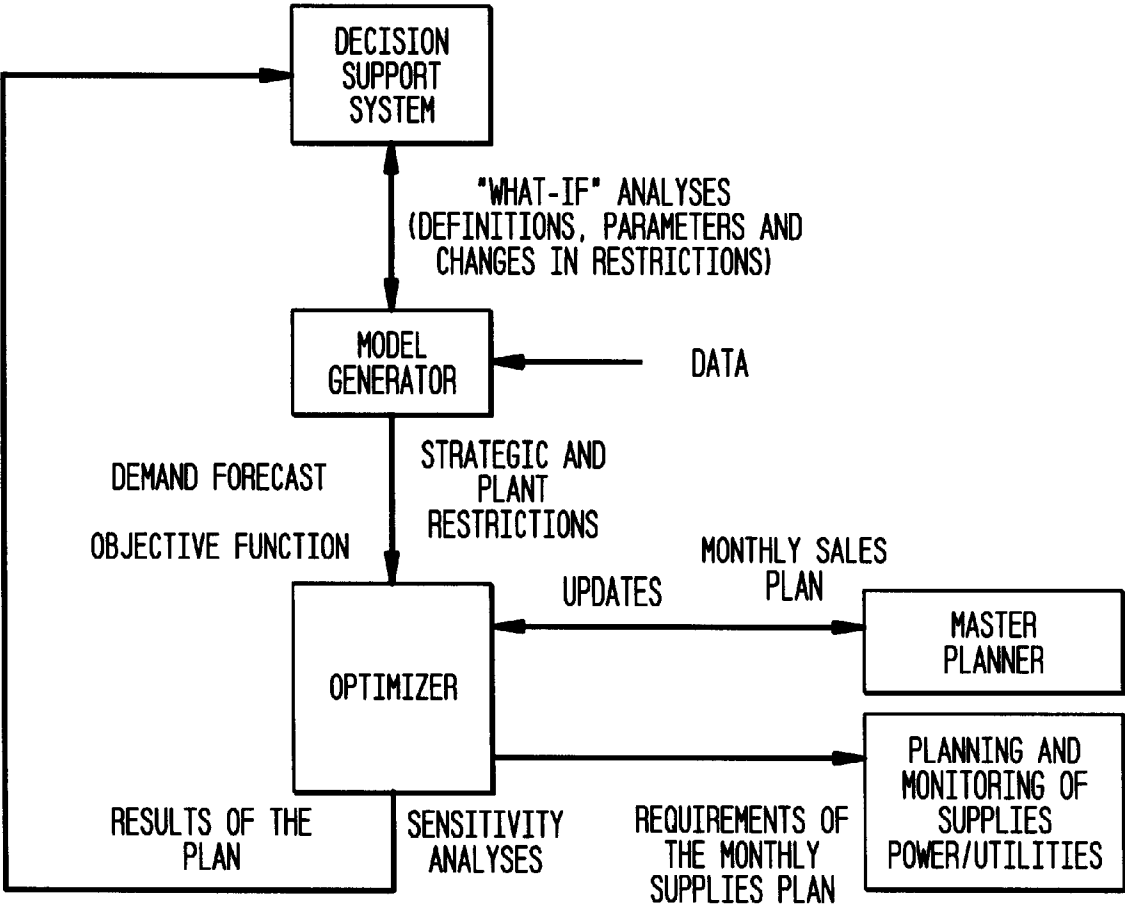 DECISION
SUPPORT
SYSTEM
"WHAT-IF" ANALYSES
(DEFINITIONS, PARAMETERS AND
CHANGES IN RESTRICTIONS)
MODEL
GENERATOR
DATA
DEMAND FORECAST
OBJECTIVE FUNCTION
STRATEGIC AND
PLANT
RESTRICTIONS
UPDATES
MONTHLY SALES
PLAN
MASTER
PLANNER
OPTIMIZER
PLANNING AND
MONITORING OF
SUPPLIES
POWER/UTILITIES
RESULTS OF THE
PLAN
SENSITIVITY
ANALYSES
REQUIREMENTS OF
THE MONTHLY
SUPPLIES PLAN